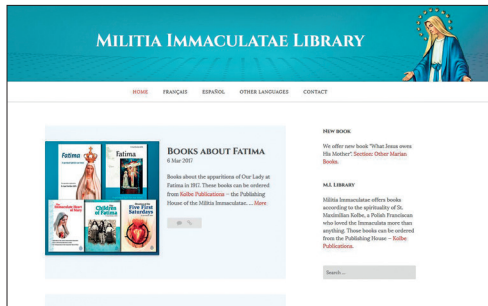 MILITIA IMMACULATAE LIBRARY
HOME FRANÇAIS ESPAÑOL OTHER LANGUAGES CONTACT
Fatima
Fatima
Immaculate Heart
Children
of Fatima
Five First
Saturdays
BOOKS ABOUT FATIMA
6 Mar 2017
Books about the apparitions of Our Lady at
Fatima in 1917. These books can be ordered
from Kolbe Publications – the Publishing
House of the Militia Immaculatae. ... More
NEW BOOK
We offer new book "What Jesus owes
His Mother". Section: Other Marian
Books.
M.I. LIBRARY
Militia Immaculatae offers books
according to the spirituality of St.
Maximilian Kolbe, a Polish Franciscan
who loved the Immaculata more than
anything. Those books can be ordered
from the Publishing House – Kolbe
Publications.
Search ...